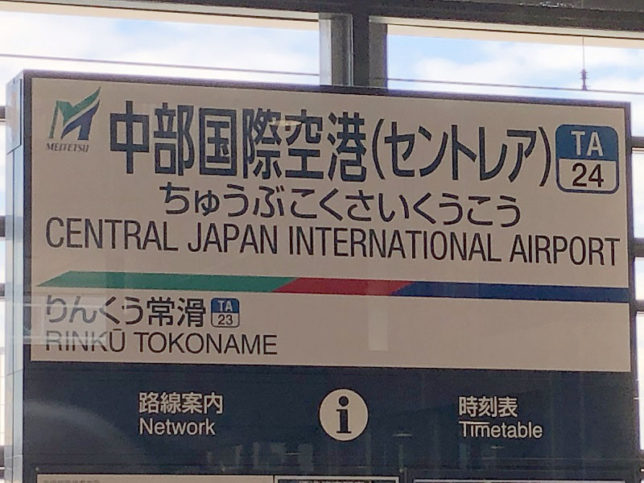 MEITETSU
中部国際空港(セントレア)
TA
24
ちゅうぶこくさいくうこう
CENTRAL JAPAN INTERNATIONAL AIRPORT
りんくう常滑 TA
23
RINKŪ TOKONAME
路線案内
Network
i
時刻表
Timetable